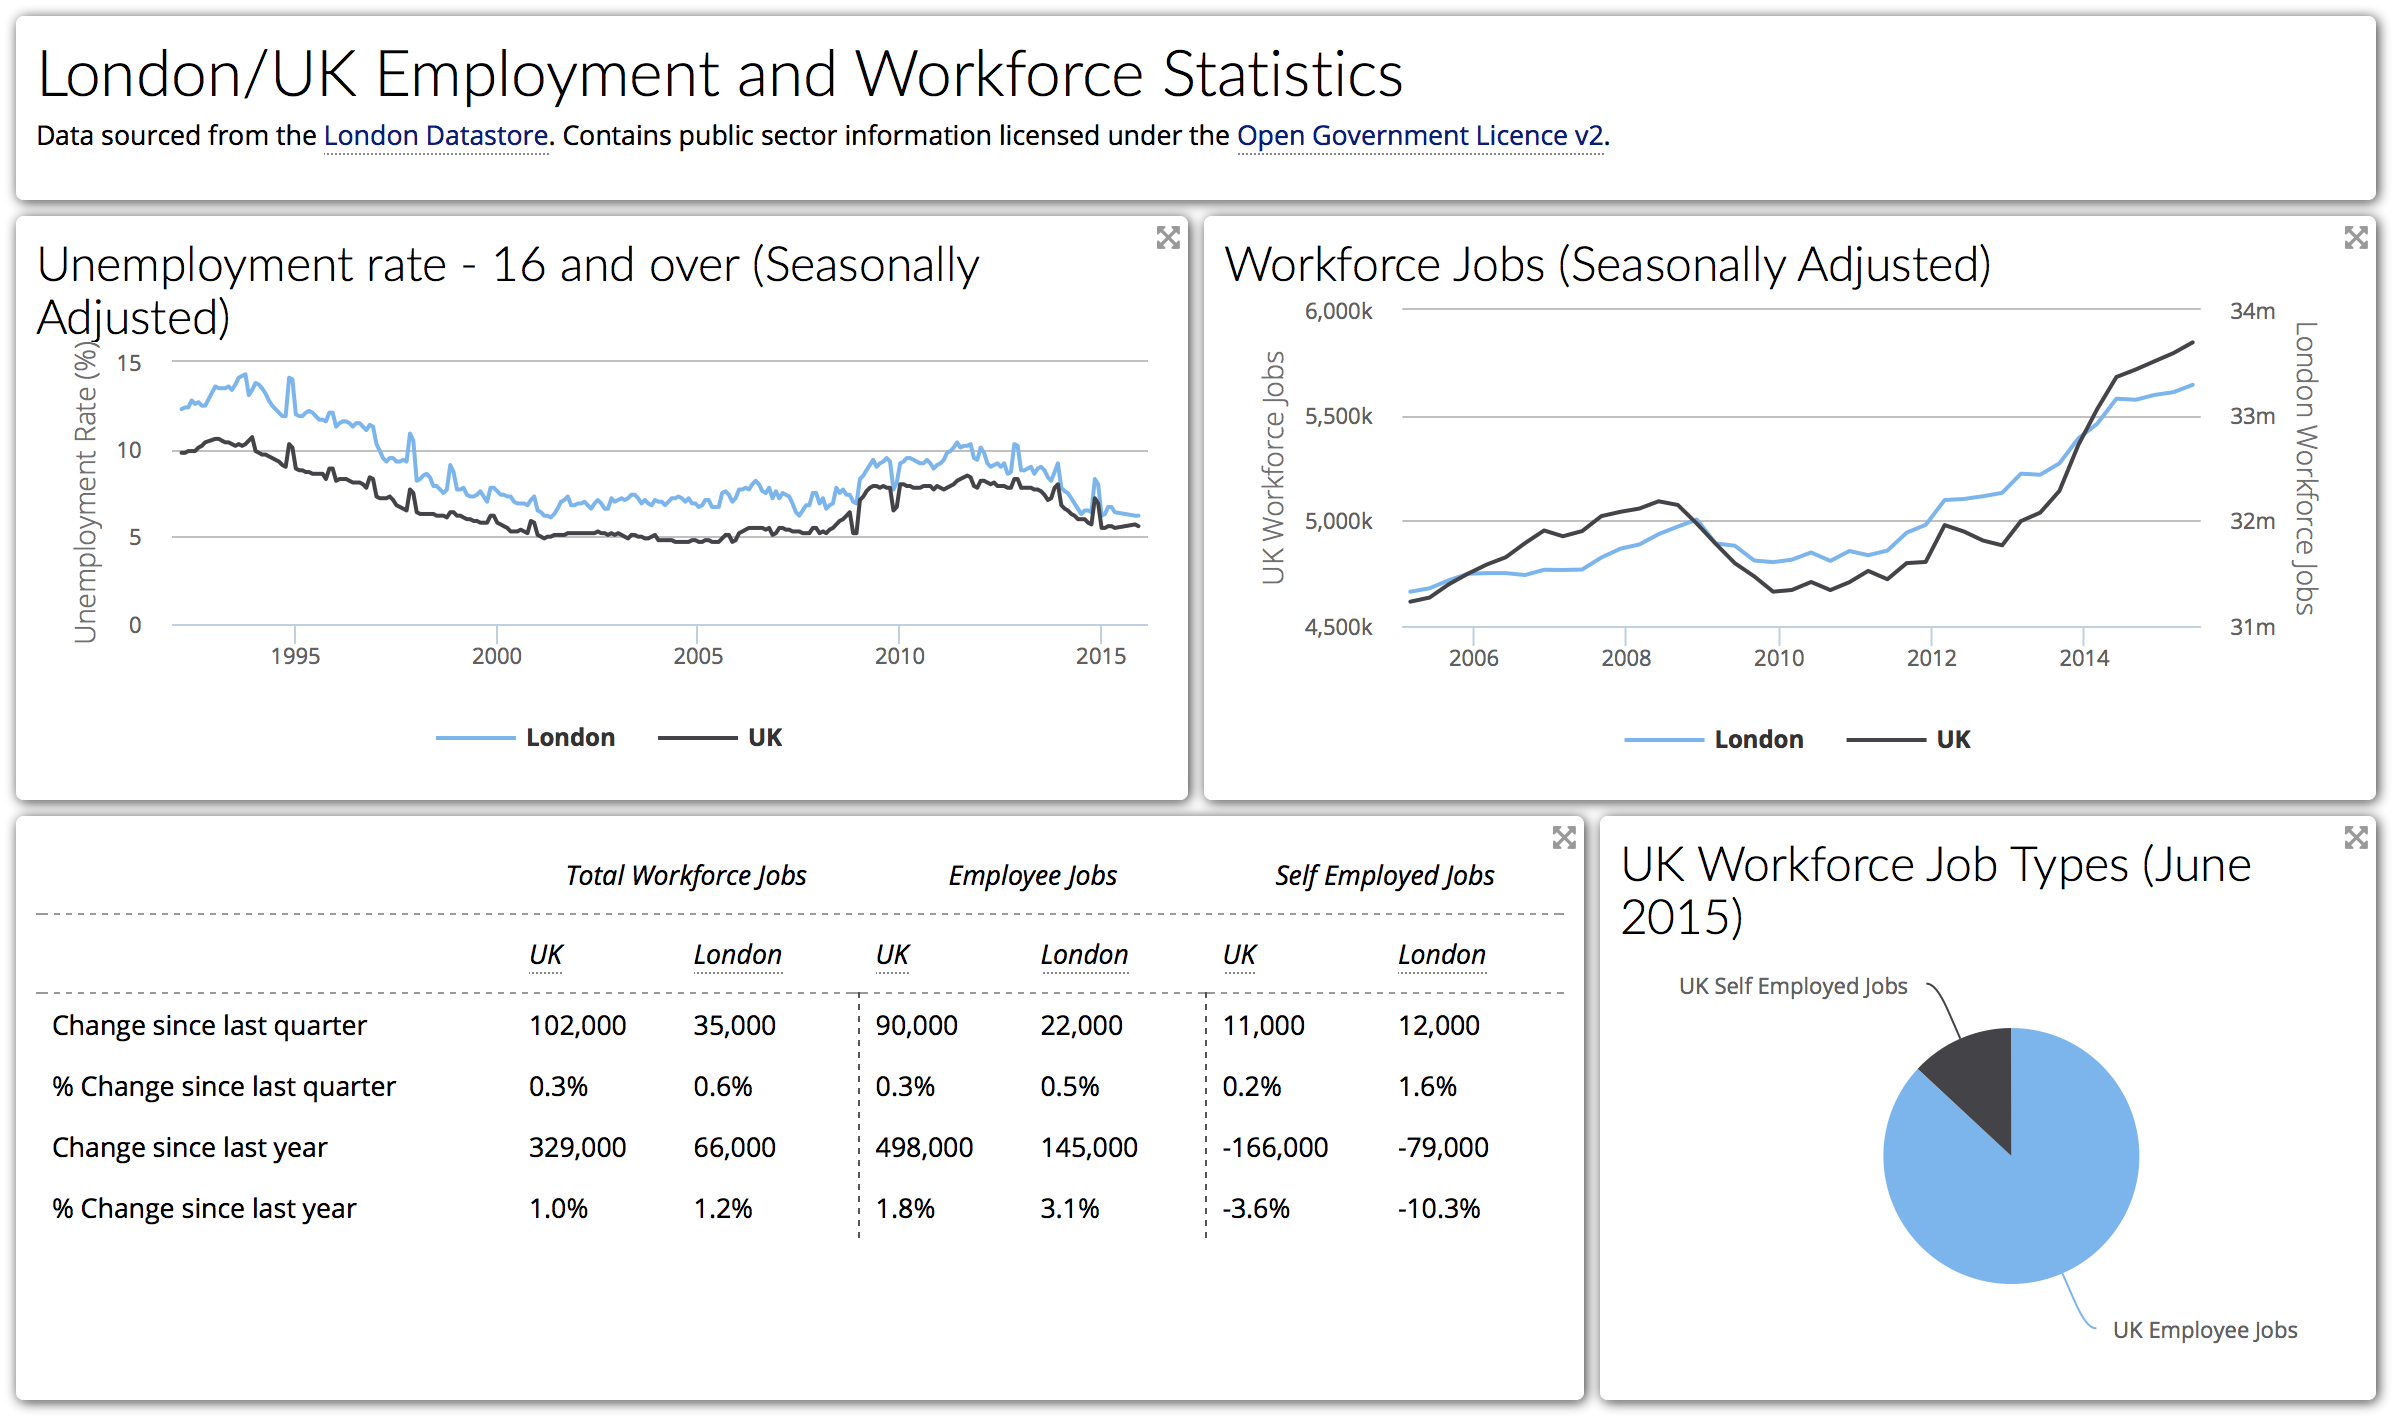 London/UK Employment and Workforce Statistics
Data sourced from the London Datastore. Contains public sector information licensed under the Open Government Licence v2.
Unemployment rate - 16 and over (Seasonally
Adjusted)
Unemployment Rate (%)
15
10
5
0
1995 2000 2005 2010 2015
London UK
Workforce Jobs (Seasonally Adjusted)
UK Workforce Jobs
6,000k
5,500k
5,000k
4,500k
34m
33m
32m
31m
London Workforce Jobs
2006 2008 2010 2012 2014
London UK
Total Workforce Jobs Employee Jobs Self Employed Jobs
UK London UK London UK London
Change since last quarter 102,000 35,000 90,000 22,000 11,000 12,000
% Change since last quarter 0.3% 0.6% 0.3% 0.5% 0.2% 1.6%
Change since last year 329,000 66,000 498,000 145,000 -166,000 -79,000
% Change since last year 1.0% 1.2% 1.8% 3.1% -3.6% -10.3%
UK Workforce Job Types (June
2015)
UK Self Employed Jobs
UK Employee Jobs